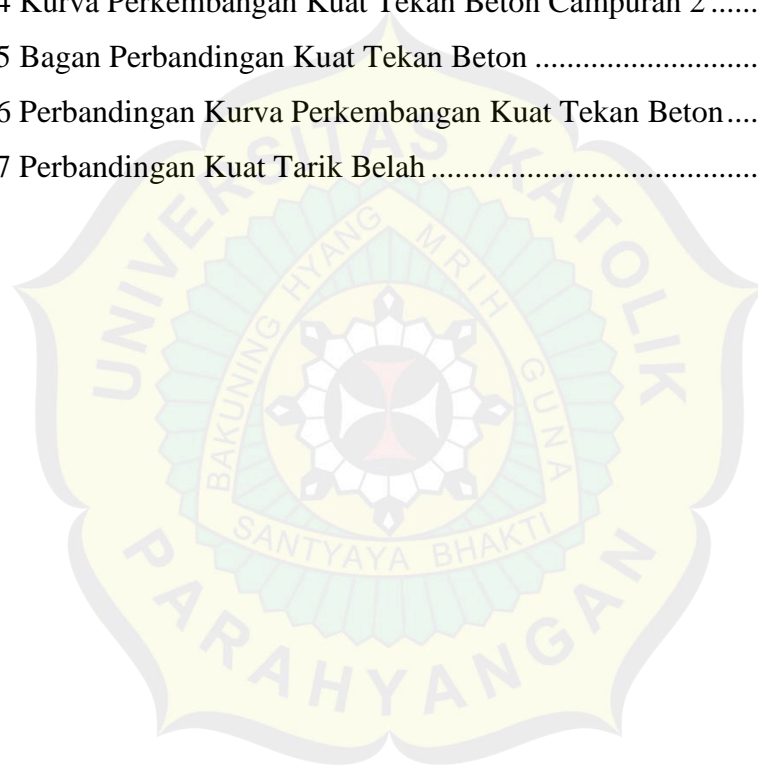 4 Kurva Perkembangan Kuat Tekan Beton Campuran 2 ......
5 Bagan Perbandingan Kuat Tekan Beton ............................
6 Perbandingan Kurva Perkembangan Kuat Tekan Beton ....
7 Perbandingan Kuat Tarik Belah ........................................
UNIVERSITAS KATOLIK
BAKUNING HYANG MRIH GUNA
SANTYAYA BHAKTI
PARAHYANGAN